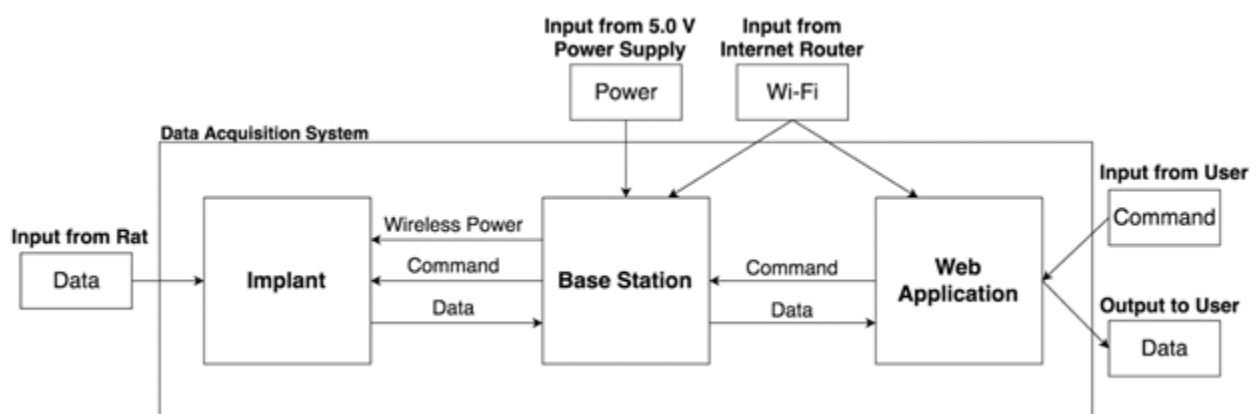 Input from 5.0 V
Power Supply
Power
Input from
Internet Router
Wi-Fi
Data Acquisition System
Input from Rat
Data
Implant
Wireless Power
Command
Data
Base Station
Command
Data
Web
Application
Input from User
Command
Output to User
Data